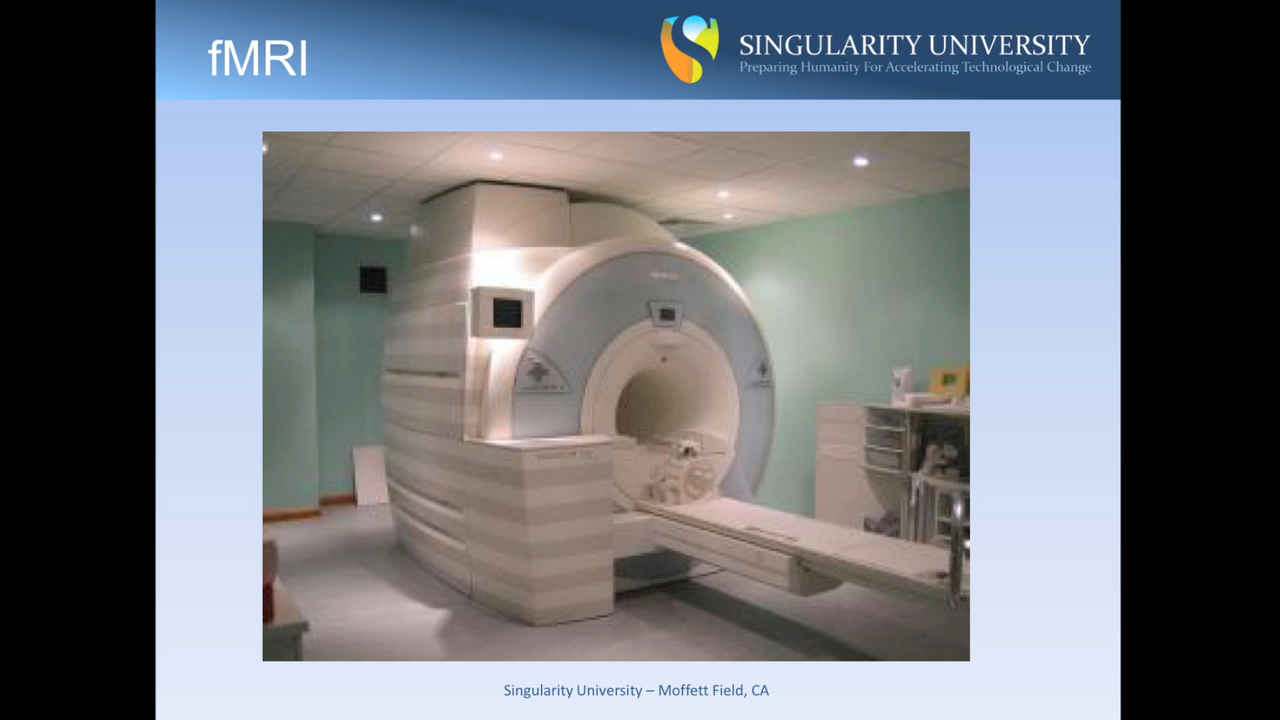 fMRI
SINGULARITY UNIVERSITY
Preparing Humanity For Accelerating Technological Change
Singularity University – Moffett Field, CA